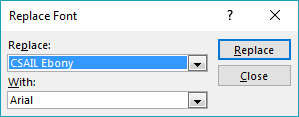 Replace Font ? ×
Replace:
CSAIL Ebony
Replace
With:
Close
Arial